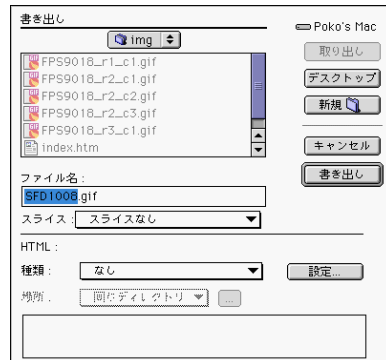 書き出し
img
FPS9018_r1_c1.gif
FPS9018_r2_c1.gif
FPS9018_r2_c2.gif
FPS9018_r2_c3.gif
FPS9018_r3_c1.gif
index.htm
Poko's Mac
取り出し
デスクトップ
新規
キャンセル
書き出し
ファイル名:
SFD1008.gif
スライス: スライスなし
HTML:
種類: なし
設定...
場所: 同じディレクトリ
...